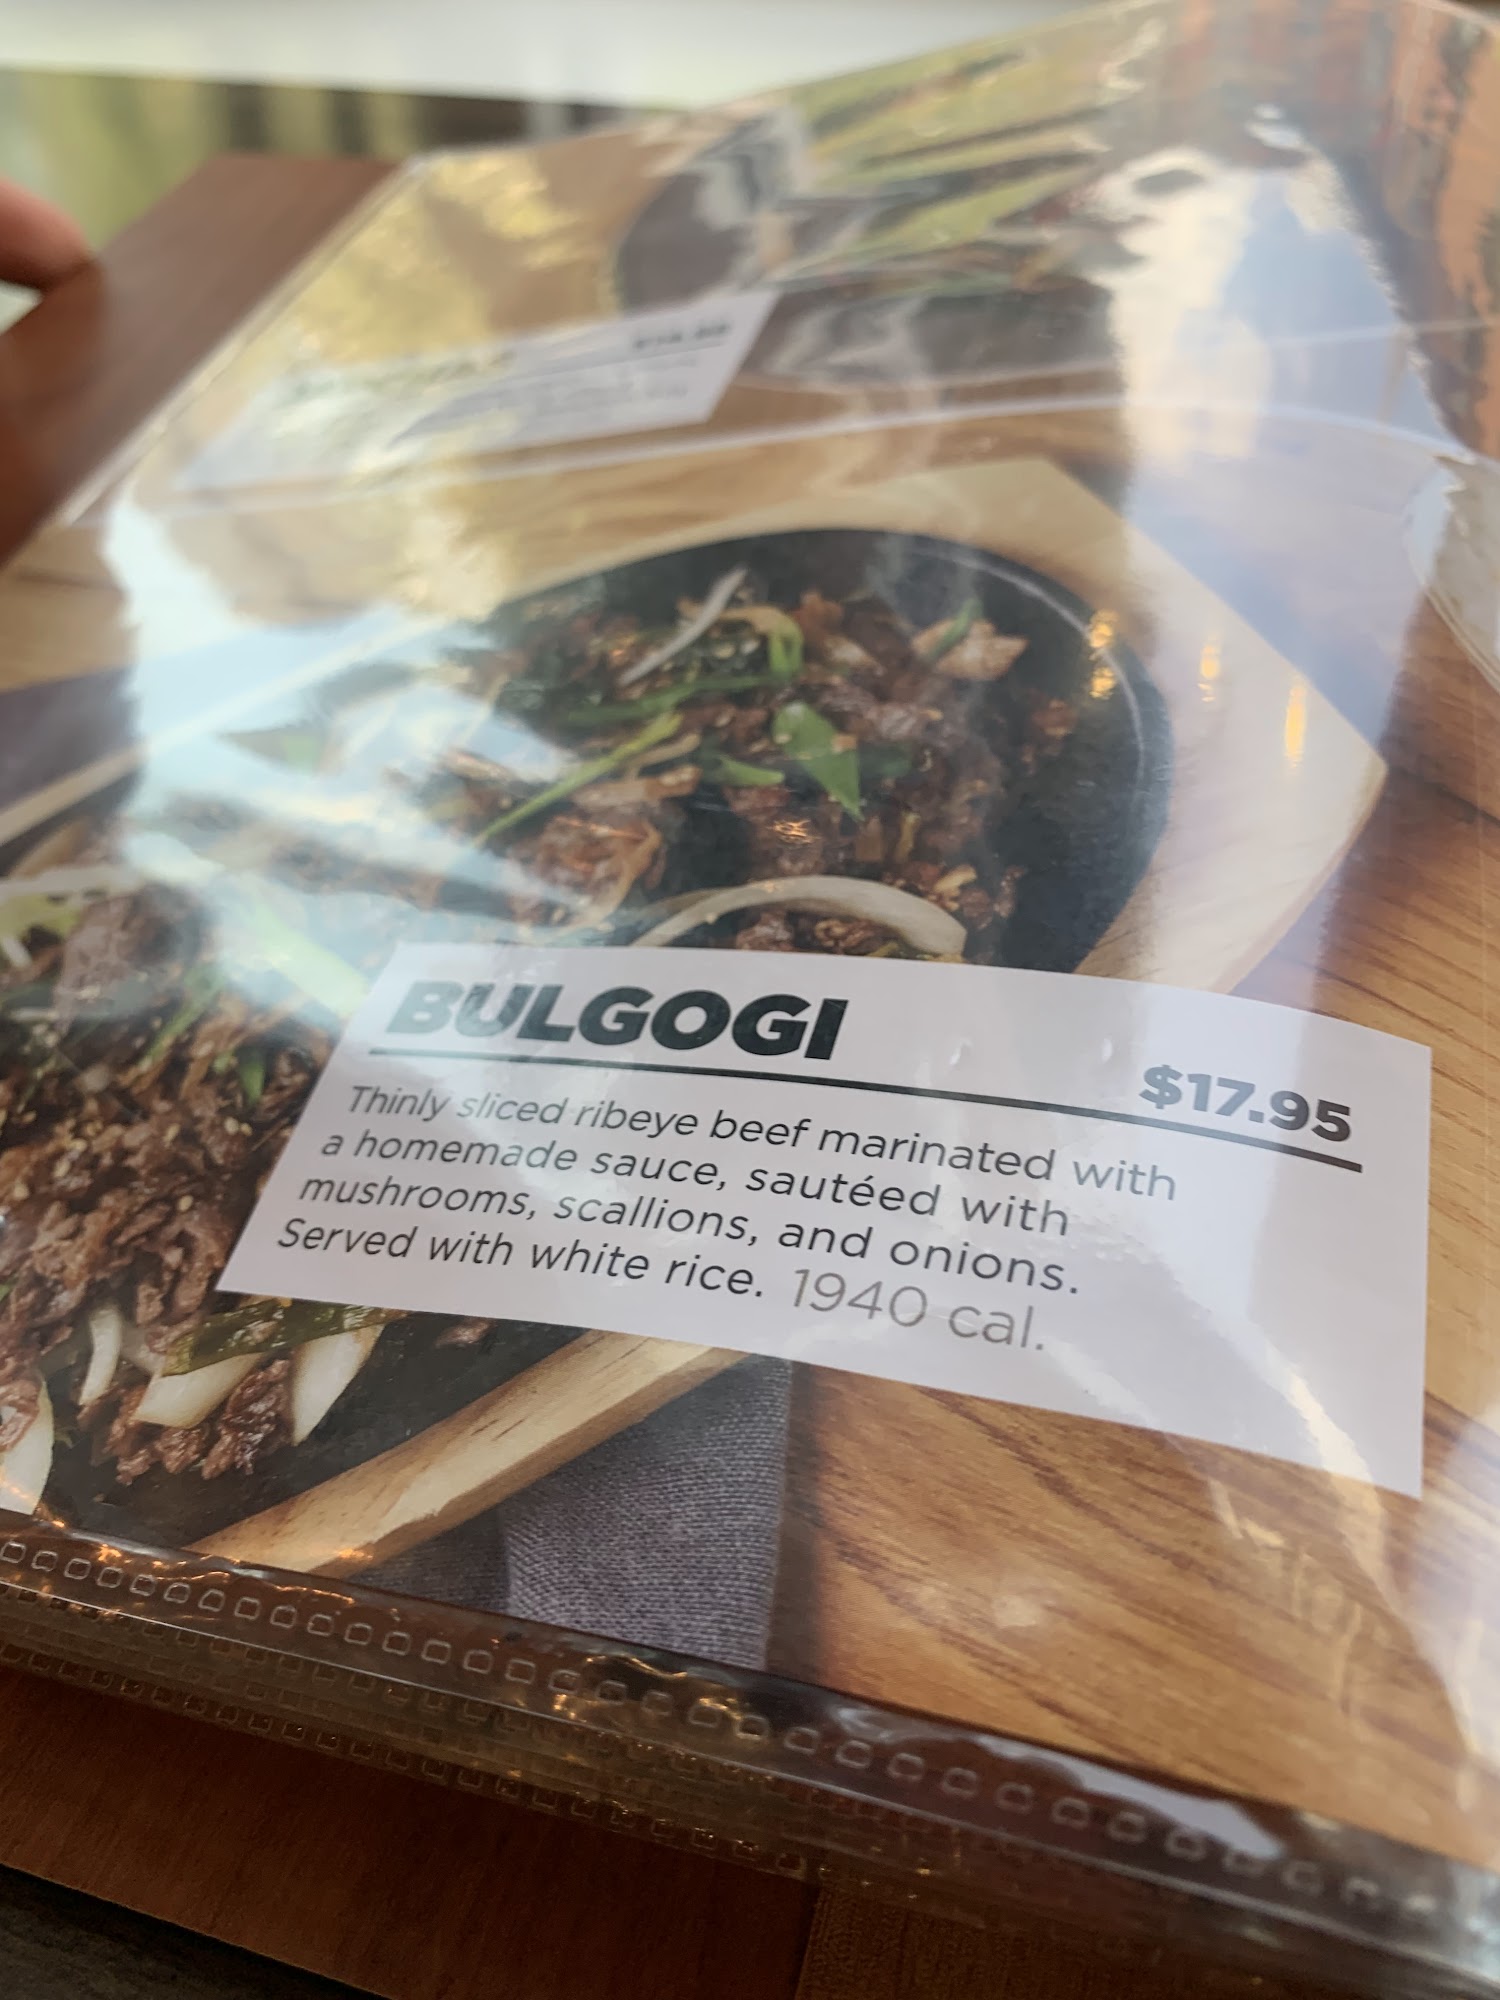 BULGOGI
$17.95
Thinly sliced ribeye beef marinated with
a homemade sauce, sautéed with
mushrooms, scallions, and onions.
Served with white rice. 1940 cal.